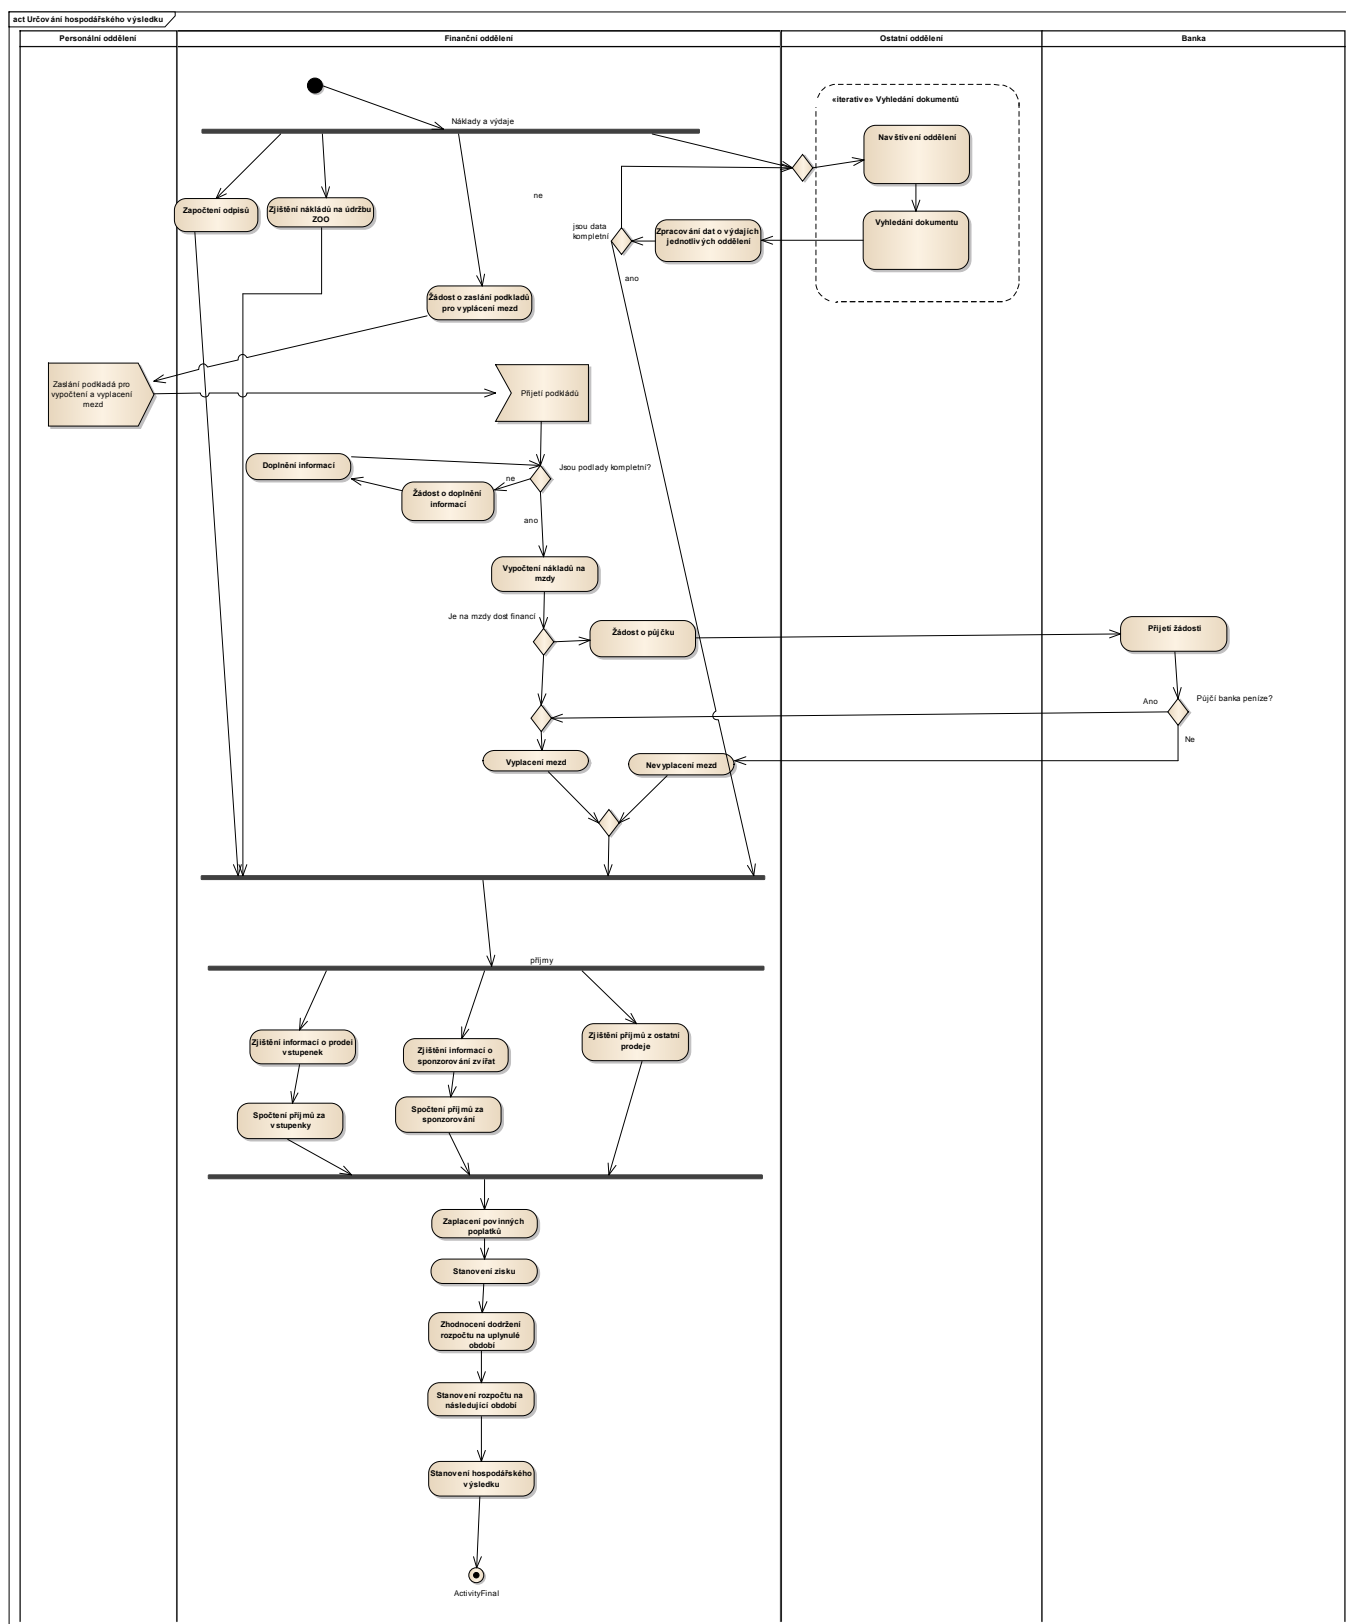 act Určování hospodářského výsledku
Personální oddělení
Finanční oddělení
Ostatní oddělení
Banka
«iterative» Vyhledání dokumentů
Náklady a výdaje
Navštívení oddělení
Započtení odpisů
Zjištění nákladů na údržbu
ZOO
ne
jsou data
kompletní
Zpracování dat o výdajích
jednotlivých oddělení
Vyhledání dokumentu
ano
Žádost o zaslání podkladů
pro vyplácení mezd
Zaslání podkladá pro
vypočtení a vyplacení
mezd
Přijetí podkladů
Doplnění informací
Jsou podlady kompletní?
ne
Žádost o doplnění
informací
ano
Vypočtení nákladů na
mzdy
Je na mzdy dost financí
Žádost o půjčku
Přijetí žádosti
Půjčí banka peníze?
Ano
Ne
Vyplacení mezd
Nevyplacení mezd
příjmy
Zjištění informací o prodei
vstupenek
Zjištění informací o
sponzorování zvířat
Zjištění příjmů z ostatní
prodeje
Spočtení příjmů za
vstupenky
Spočtení příjmů za
sponzorování
Zaplacení povinných
poplatků
Stanovení zisku
Zhodnocení dodržení
rozpočtu na uplynulé
období
Stanovení rozpočtu na
následující období
Stanovení hospodářského
výsledku
ActivityFinal